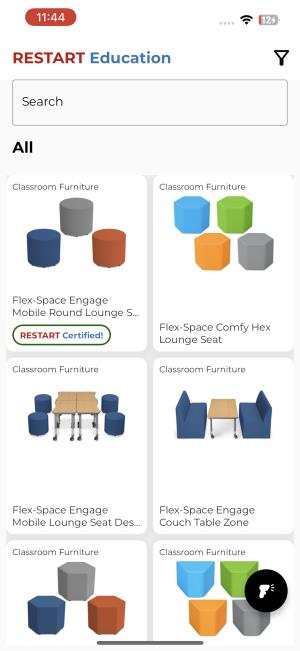 11:44
12
RESTART Education
Search
All
Classroom Furniture
Flex-Space Engage
Mobile Round Lounge S...
RESTART Certified!
Classroom Furniture
Flex-Space Comfy Hex
Lounge Seat
Classroom Furniture
Flex-Space Engage
Mobile Lounge Seat Des...
Classroom Furniture
Flex-Space Engage
Couch Table Zone
Classroom Furniture
Classroom Furniture